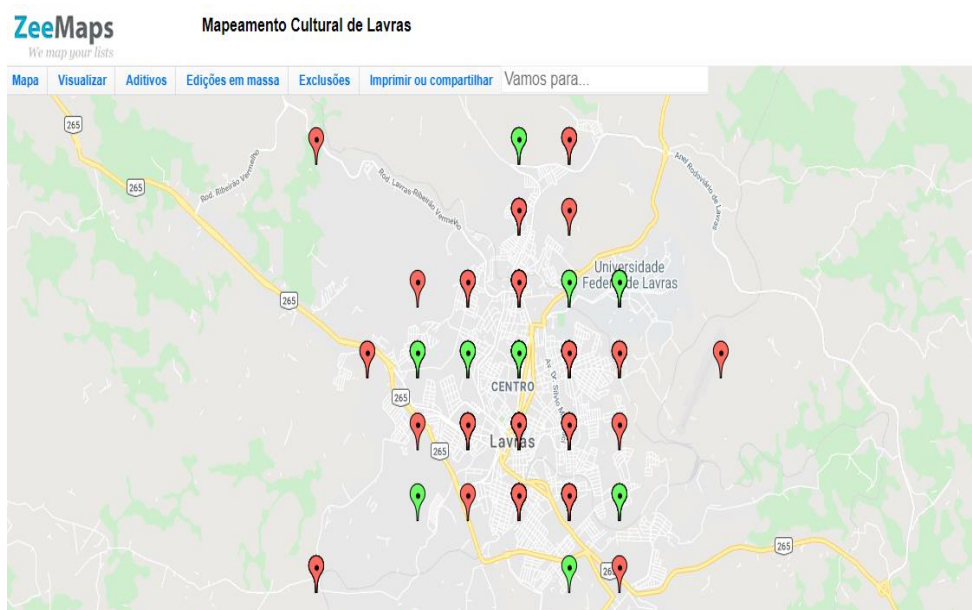 ZeeMaps
We map your lists
Mapeamento Cultural de Lavras
Mapa Visualizar Aditivos Edições em massa Exclusões Imprimir ou compartilhar Vamos para...
265
Anel Rodoviário de Lavras
Rod. Ribeirão Vermelho
265
Rod. Lavras-Ribeirão Vermelho
Universidade
Federal de Lavras
265
CENTRO
265
Lavras
265
265